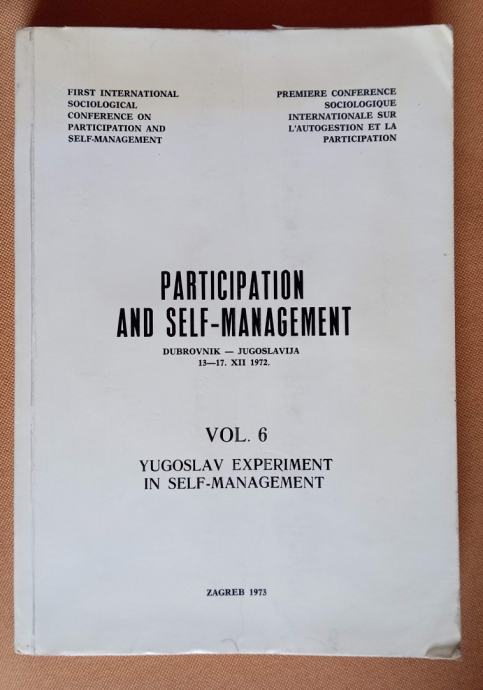 FIRST INTERNATIONAL
SOCIOLOGICAL
CONFERENCE ON
PARTICIPATION AND
SELF-MANAGEMENT
PREMIERE CONFERENCE
SOCIOLOGIQUE
INTERNATIONALE SUR
L'AUTOGESTION ET LA
PARTICIPATION
PARTICIPATION
AND SELF-MANAGEMENT
DUBROVNIK — JUGOSLAVIJA
13—17. XII 1972.
VOL. 6
YUGOSLAV EXPERIMENT
IN SELF-MANAGEMENT
ZAGREB 1973